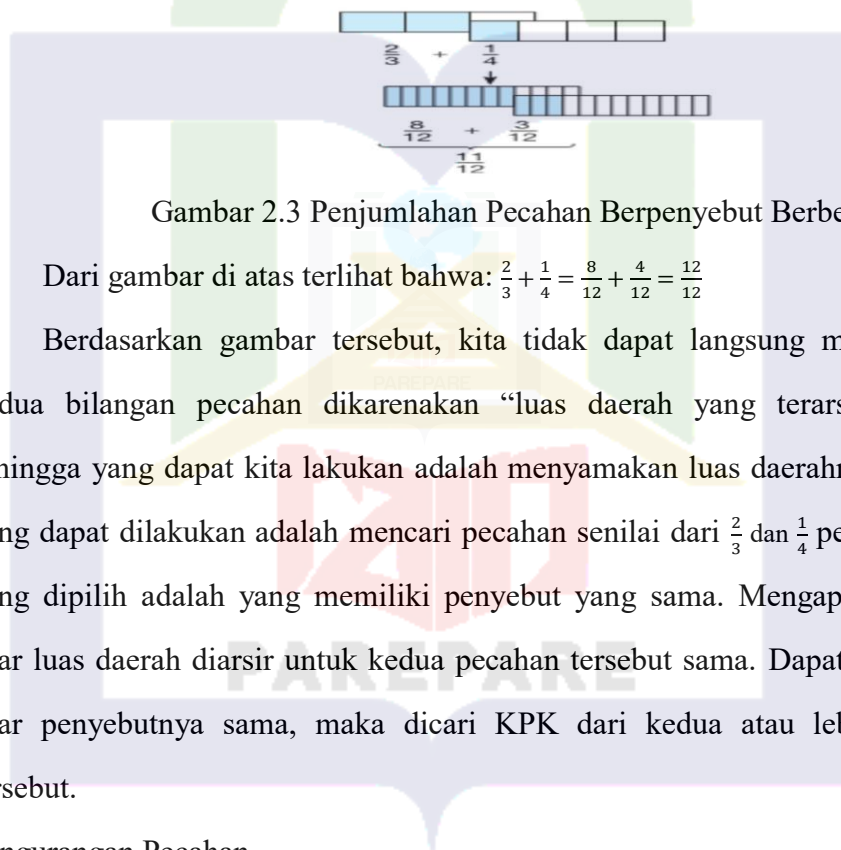 2/3 + 1/4
8/12 + 3/12
11/12
Gambar 2.3 Penjumlahan Pecahan Berpenyebut Berbe
Dari gambar di atas terlihat bahwa: 2/3 + 1/4 = 8/12 + 4/12 = 12/12
Berdasarkan gambar tersebut, kita tidak dapat langsung m
dua bilangan pecahan dikarenakan “luas daerah yang terars
hingga yang dapat kita lakukan adalah menyamakan luas daerahn
ng dapat dilakukan adalah mencari pecahan senilai dari 2/3 dan 1/4 pe
ng dipilih adalah yang memiliki penyebut yang sama. Mengap
ar luas daerah diarsir untuk kedua pecahan tersebut sama. Dapat
ar penyebutnya sama, maka dicari KPK dari kedua atau leb
rsebut.
ngurangan Pecahan
PAREPARE
PAREPARE